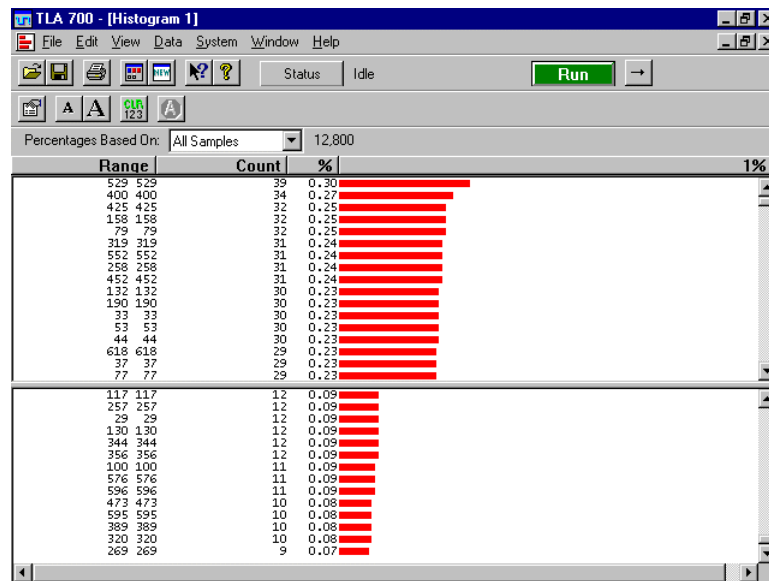 TLA 700 - [Histogram 1]
File Edit View Data System Window Help
NEW Status Idle Run
A A CLR 123 A
Percentages Based On: All Samples 12,800
Range Count % 1%
529 529 39 0.30
400 400 34 0.27
425 425 32 0.25
158 158 32 0.25
79 79 32 0.25
319 319 31 0.24
552 552 31 0.24
258 258 31 0.24
452 452 31 0.24
132 132 30 0.23
190 190 30 0.23
33 33 30 0.23
53 53 30 0.23
44 44 30 0.23
618 618 29 0.23
37 37 29 0.23
77 77 29 0.23
117 117 12 0.09
257 257 12 0.09
29 29 12 0.09
130 130 12 0.09
344 344 12 0.09
356 356 12 0.09
100 100 11 0.09
576 576 11 0.09
596 596 11 0.09
473 473 10 0.08
595 595 10 0.08
389 389 10 0.08
320 320 10 0.08
269 269 9 0.07